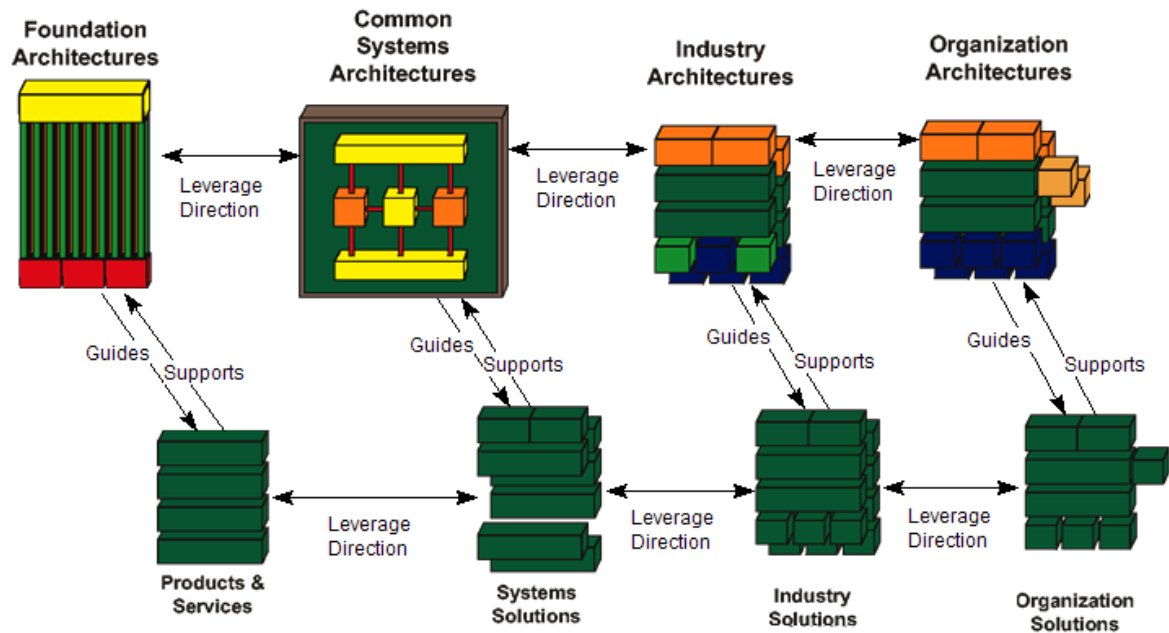 Foundation
Architectures
Common
Systems
Architectures
Industry
Architectures
Organization
Architectures
Leverage
Direction
Leverage
Direction
Leverage
Direction
Guides
Supports
Guides
Supports
Guides
Supports
Guides
Supports
Leverage
Direction
Leverage
Direction
Leverage
Direction
Products &
Services
Systems
Solutions
Industry
Solutions
Organization
Solutions